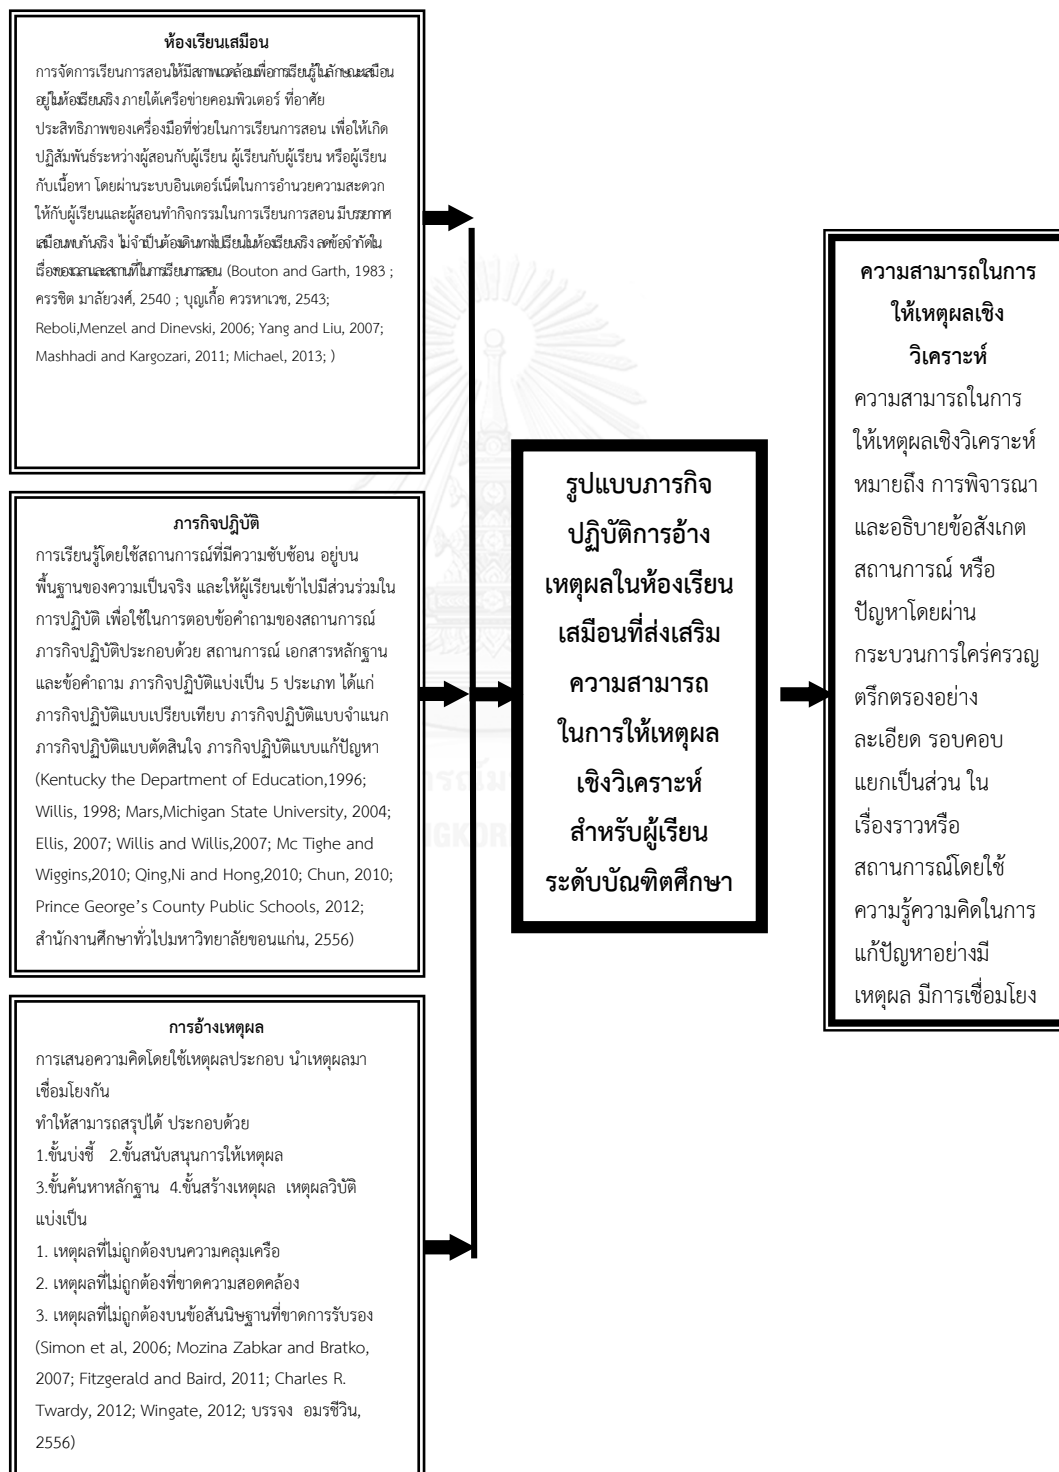 ห้องเรียนเสมือน
การจัดการเรียนการสอนให้มีสภาพแวดล้อมเพื่อการเรียนรู้ในลักษณะเสมือน
อยู่ในห้องเรียนจริง ภายใต้เครือข่ายคอมพิวเตอร์ ที่อาศัย
ประสิทธิภาพของเครื่องมือที่ช่วยในการเรียนการสอน เพื่อให้เกิด
ปฏิสัมพันธ์ระหว่างผู้สอนกับผู้เรียน ผู้เรียนกับผู้เรียน หรือผู้เรียน
กับเนื้อหา โดยผ่านระบบอินเตอร์เน็ตในการอำนวยความสะดวก
ให้กับผู้เรียนและผู้สอนทำกิจกรรมในการเรียนการสอน มีบรรยากาศ
เสมือนพบกันจริง ไม่จำเป็นต้องเดินทางไปเรียนในห้องเรียนจริง ลดข้อจำกัดใน
เรื่องของเวลาและสถานที่ในการเรียนการสอน (Bouton and Garth, 1983 ;
ครรชิต มาลัยวงศ์, 2540 ; บุญเกื้อ ควรหาเวช, 2543;
Reboli,Menzel and Dinevski, 2006; Yang and Liu, 2007;
Mashhadi and Kargozari, 2011; Michael, 2013; )
ภารกิจปฎิบัติ
การเรียนรู้โดยใช้สถานการณ์ที่มีความซับซ้อน อยู่บน
พื้นฐานของความเป็นจริง และให้ผู้เรียนเข้าไปมีส่วนร่วมใน
การปฏิบัติ เพื่อใช้ในการตอบข้อคำถามของสถานการณ์
ภารกิจปฏิบัติประกอบด้วย สถานการณ์ เอกสารหลักฐาน
และข้อคำถาม ภารกิจปฏิบัติแบ่งเป็น 5 ประเภท ได้แก่
ภารกิจปฏิบัติแบบเปรียบเทียบ ภารกิจปฏิบัติแบบจำแนก
ภารกิจปฏิบัติแบบตัดสินใจ ภารกิจปฏิบัติแบบแก้ปัญหา
(Kentucky the Department of Education,1996;
Willis, 1998; Mars,Michigan State University, 2004;
Ellis, 2007; Willis and Willis,2007; Mc Tighe and
Wiggins,2010; Qing,Ni and Hong,2010; Chun, 2010;
Prince George’s County Public Schools, 2012;
สำนักงานศึกษาทั่วไปมหาวิทยาลัยขอนแก่น, 2556)
การอ้างเหตุผล
การเสนอความคิดโดยใช้เหตุผลประกอบ นำเหตุผลมา
เชื่อมโยงกัน
ทำให้สามารถสรุปได้ ประกอบด้วย
1.ขั้นบ่งชี้ 2.ขั้นสนับสนุนการให้เหตุผล
3.ขั้นค้นหาหลักฐาน 4.ขั้นสร้างเหตุผล เหตุผลวิบัติ
แบ่งเป็น
1. เหตุผลที่ไม่ถูกต้องบนความคลุมเครือ
2. เหตุผลที่ไม่ถูกต้องที่ขาดความสอดคล้อง
3. เหตุผลที่ไม่ถูกต้องบนข้อสันนิษฐานที่ขาดการรับรอง
(Simon et al, 2006; Mozina Zabkar and Bratko,
2007; Fitzgerald and Baird, 2011; Charles R.
Twardy, 2012; Wingate, 2012; บรรจง อมรชีวิน,
2556)
รูปแบบภารกิจ
ปฏิบัติการอ้าง
เหตุผลในห้องเรียน
เสมือนที่ส่งเสริม
ความสามารถ
ในการให้เหตุผล
เชิงวิเคราะห์
สำหรับผู้เรียน
ระดับบัณฑิตศึกษา
ความสามารถในการ
ให้เหตุผลเชิง
วิเคราะห์
ความสามารถในการ
ให้เหตุผลเชิงวิเคราะห์
หมายถึง การพิจารณา
และอธิบายข้อสังเกต
สถานการณ์ หรือ
ปัญหาโดยผ่าน
กระบวนการใคร่ครวญ
ตรึกตรองอย่าง
ละเอียด รอบคอบ
แยกเป็นส่วน ใน
เรื่องราวหรือ
สถานการณ์โดยใช้
ความรู้ความคิดในการ
แก้ปัญหาอย่างมี
เหตุผล มีการเชื่อมโยง